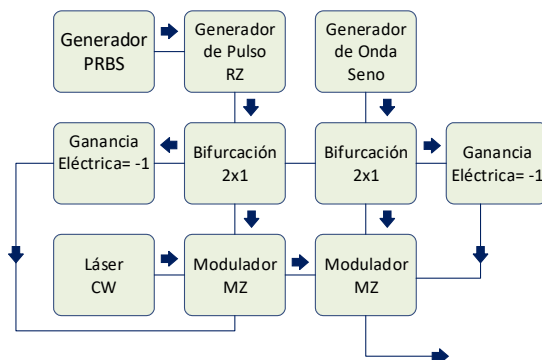 Generador
PRBS
Generador
de Pulso
RZ
Generador
de Onda
Seno
Ganancia
Eléctrica= -1
Bifurcación
2x1
Bifurcación
2x1
Ganancia
Eléctrica= -1
Láser
CW
Modulador
MZ
Modulador
MZ